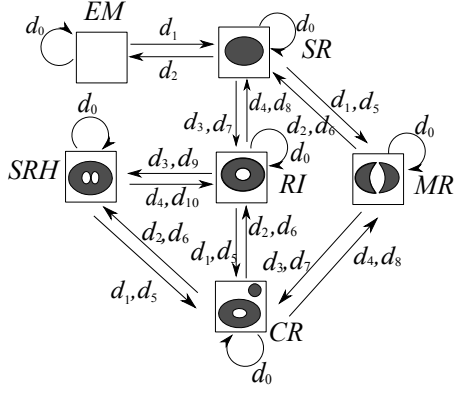 EM
d₀
d₁
d₂
d₀
SR
d₃,d₇
d₄,d₈
d₁,d₅
d₂,d₆
d₀
d₀
SRH
d₃,d₉
d₄,d₁₀
d₀
RI
MR
d₂,d₆
d₁,d₅
d₁,d₅
d₂,d₆
d₃,d₇
d₄,d₈
CR
d₀